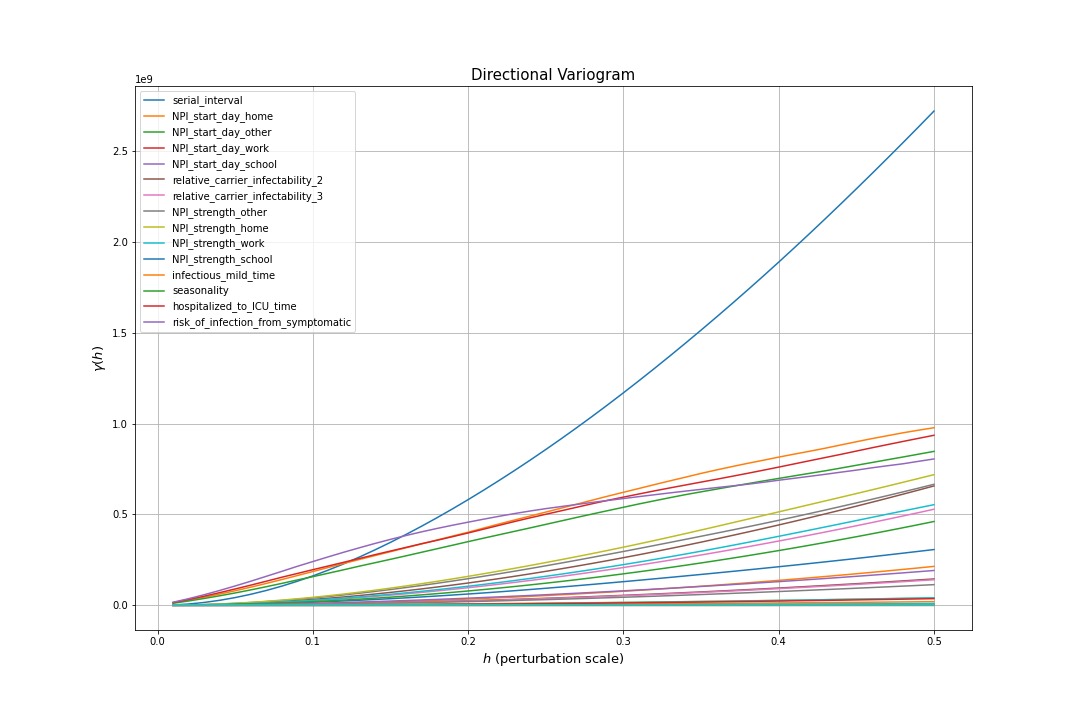 Directional Variogram
1e9
serial_interval
NPI_start_day_home
NPI_start_day_other
NPI_start_day_work
NPI_start_day_school
relative_carrier_infectability_2
relative_carrier_infectability_3
NPI_strength_other
NPI_strength_home
NPI_strength_work
NPI_strength_school
infectious_mild_time
seasonality
hospitalized_to_ICU_time
risk_of_infection_from_symptomatic
2.5
2.0
1.5
1.0
0.5
0.0
γ(h)
0.0 0.1 0.2 0.3 0.4 0.5
h (perturbation scale)